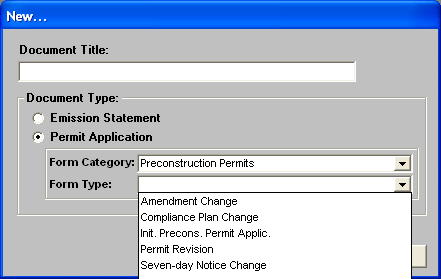 New...
Document Title:
Document Type:
Emission Statement
Permit Application
Form Category: Preconstruction Permits
Form Type:
Amendment Change
Compliance Plan Change
Init. Precons. Permit Applic.
Permit Revision
Seven-day Notice Change